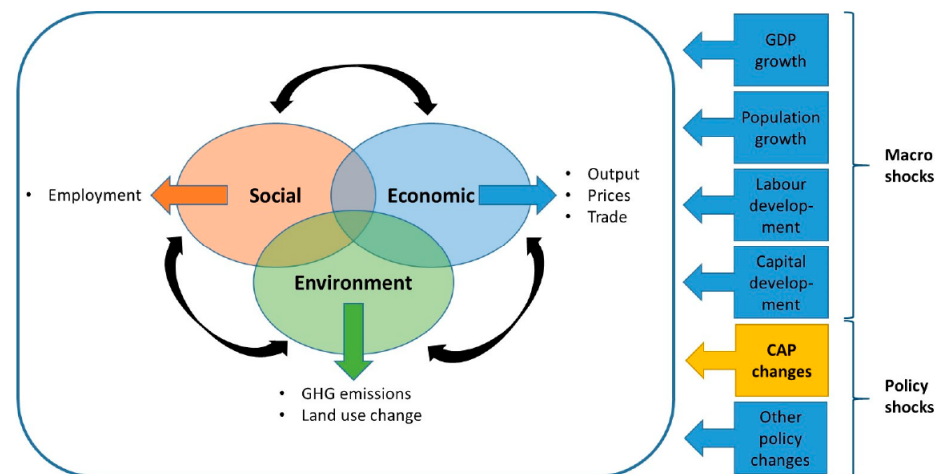 • Employment
Social
Economic
• Output
• Prices
• Trade
Environment
• GHG emissions
• Land use change
GDP
growth
Population
growth
Labour
develop-
ment
Capital
develop-
ment
Macro
shocks
CAP
changes
Other
policy
changes
Policy
shocks